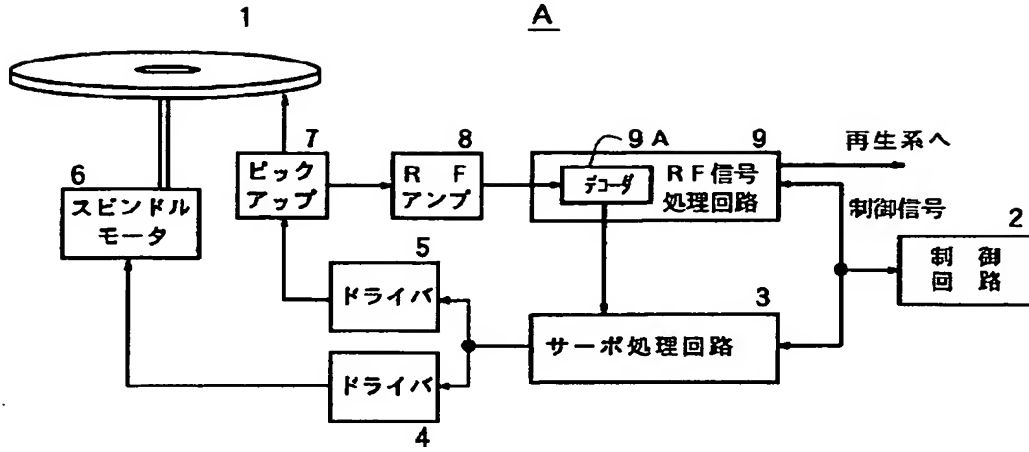 A
1
7
ピック
アップ
8
R F
アンプ
9A
デコーダ
9
RF信号
処理回路
再生系へ
制御信号
2
制御
回路
6
スピンドル
モータ
5
ドライバ
3
サーボ処理回路
ドライバ
4